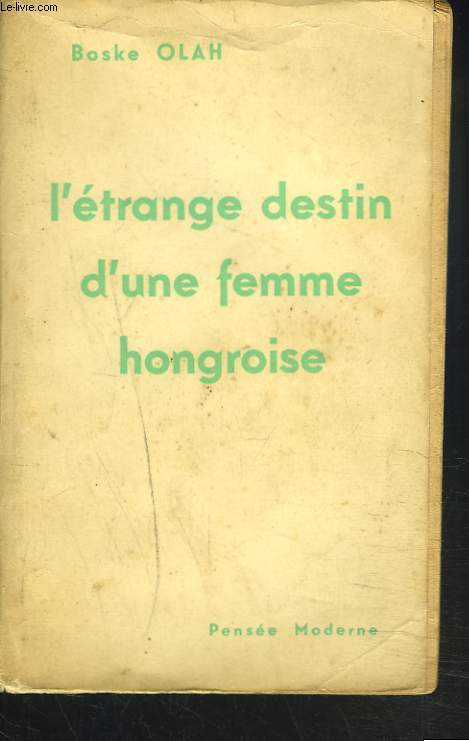 Le-livre.com
Boske OLAH
l'étrange destin
d'une femme
hongroise
Pensée Moderne